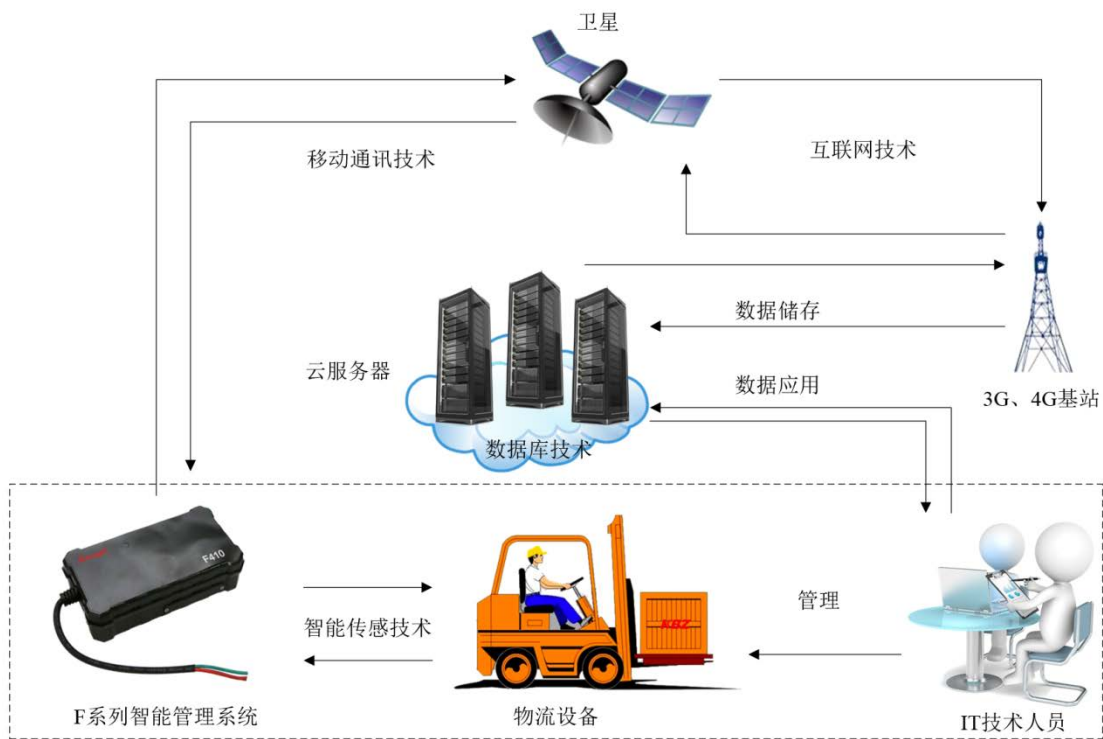 卫星
移动通讯技术
互联网技术
数据储存
云服务器
数据应用
3G、4G基站
数据库技术
F410
智能传感技术
KBZ
管理
F系列智能管理系统
物流设备
IT技术人员